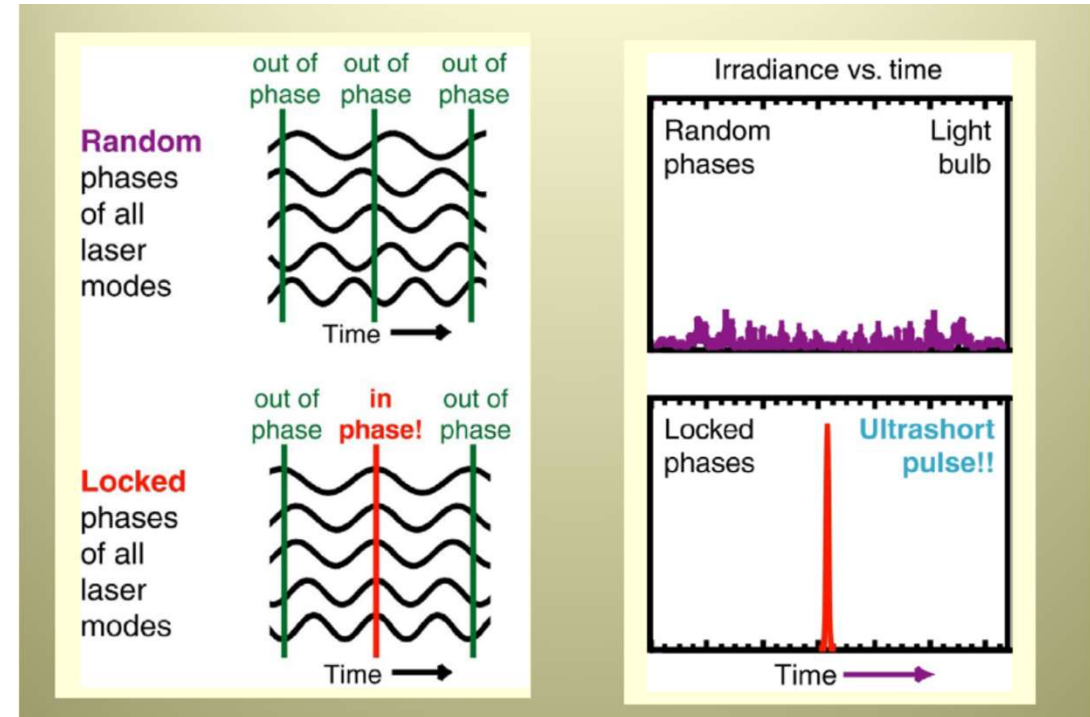 out of out of out of
phase phase phase
Random
phases
of all
laser
modes
Time
out of in out of
phase phase! phase
Locked
phases
of all
laser
modes
Time
Irradiance vs. time
Random Light
phases bulb
Locked Ultrashort
phases pulse!!
Time